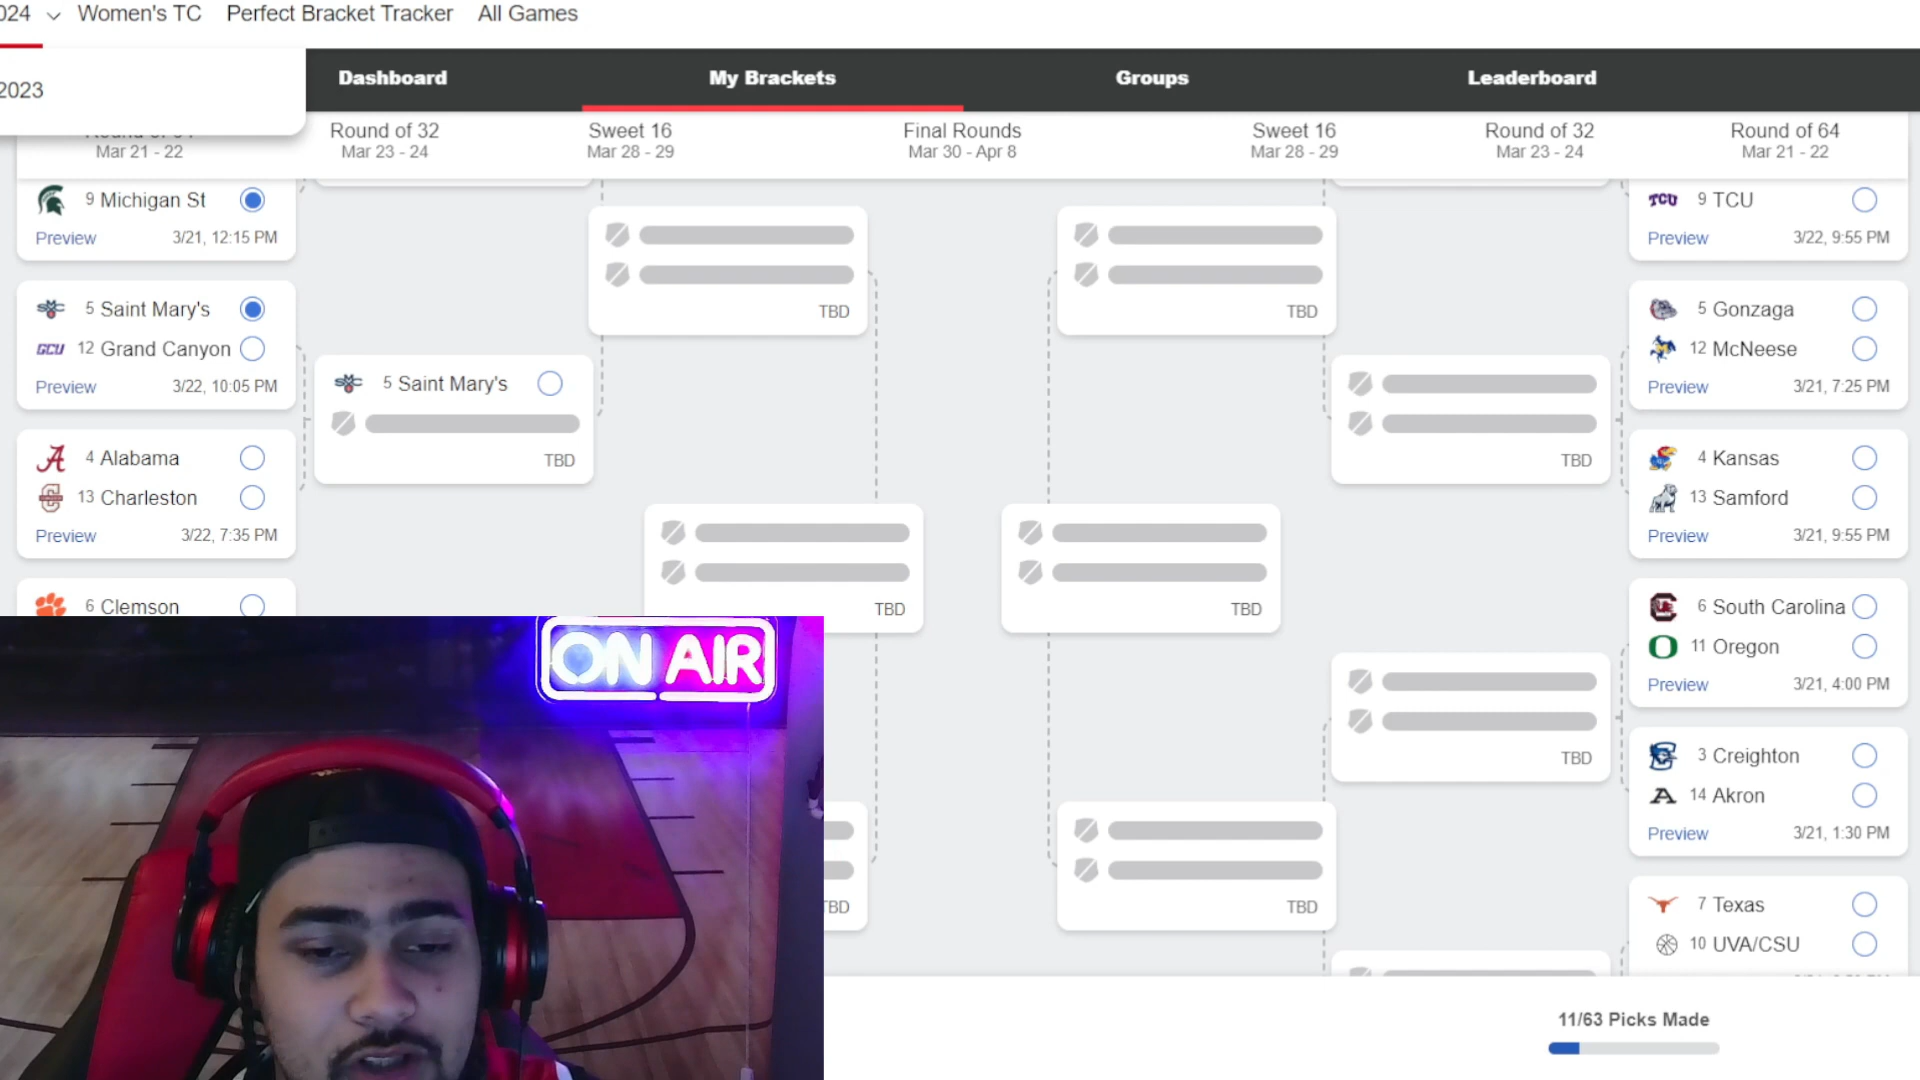 024 Women's TC Perfect Bracket Tracker All Games
2023
Dashboard My Brackets Groups Leaderboard
Round of 32 Sweet 16 Final Rounds Sweet 16 Round of 32 Round of 64
Mar 21 - 22 Mar 23 - 24 Mar 28 - 29 Mar 30 - Apr 8 Mar 28 - 29 Mar 23 - 24 Mar 21 - 22
9 Michigan St
Preview 3/21, 12:15 PM
5 Saint Mary's
GCU 12 Grand Canyon
Preview 3/22, 10:05 PM
4 Alabama
13 Charleston
Preview 3/22, 7:35 PM
6 Clemson
5 Saint Mary's
TBD
TBD
TBD
TBD
TBD
TBD
TBD
TBD
TBD
TCU 9 TCU
Preview 3/22, 9:55 PM
5 Gonzaga
12 McNeese
Preview 3/21, 7:25 PM
4 Kansas
13 Samford
Preview 3/21, 9:55 PM
6 South Carolina
11 Oregon
Preview 3/21, 4:00 PM
3 Creighton
14 Akron
Preview 3/21, 1:30 PM
7 Texas
10 UVA/CSU
ON AIR
11/63 Picks Made